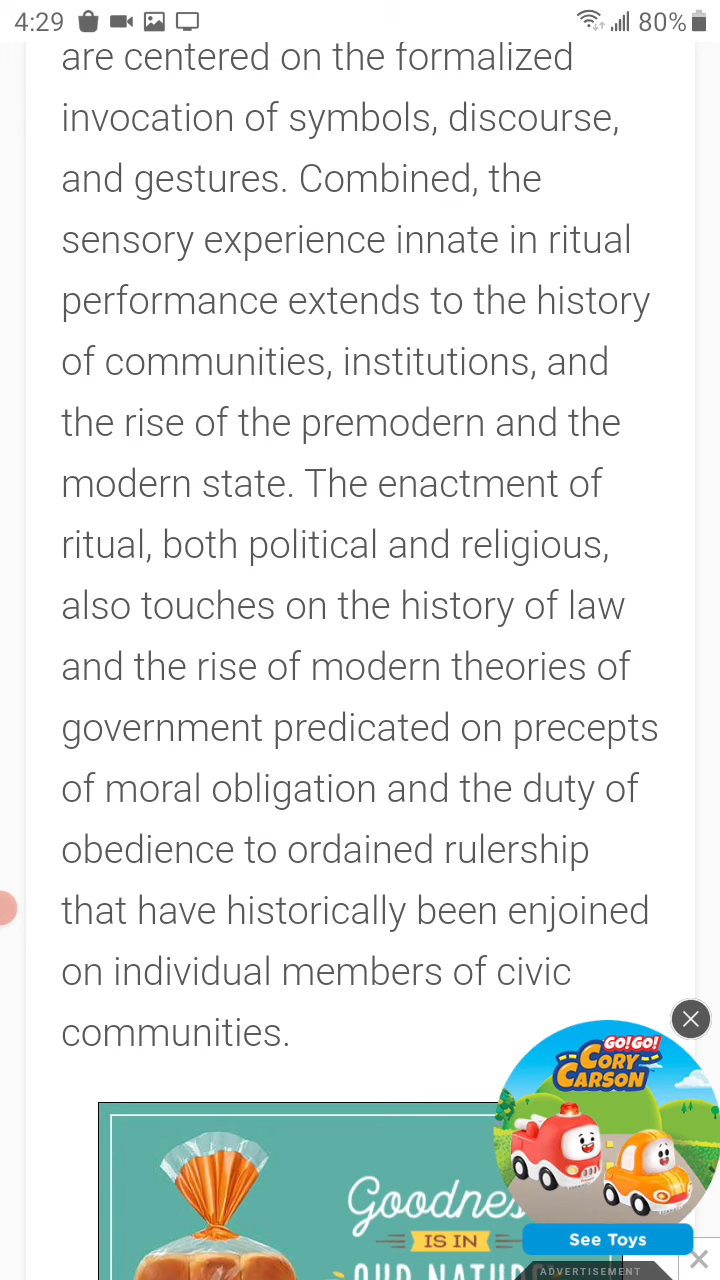 4:29
80%
are centered on the formalized
invocation of symbols, discourse,
and gestures. Combined, the
sensory experience innate in ritual
performance extends to the history
of communities, institutions, and
the rise of the premodern and the
modern state. The enactment of
ritual, both political and religious,
also touches on the history of law
and the rise of modern theories of
government predicated on precepts
of moral obligation and the duty of
obedience to ordained rulership
that have historically been enjoined
on individual members of civic
communities.
GO! GO!
CORY
CARSON
See Toys
ADVERTISEMENT
IS IN
OUR